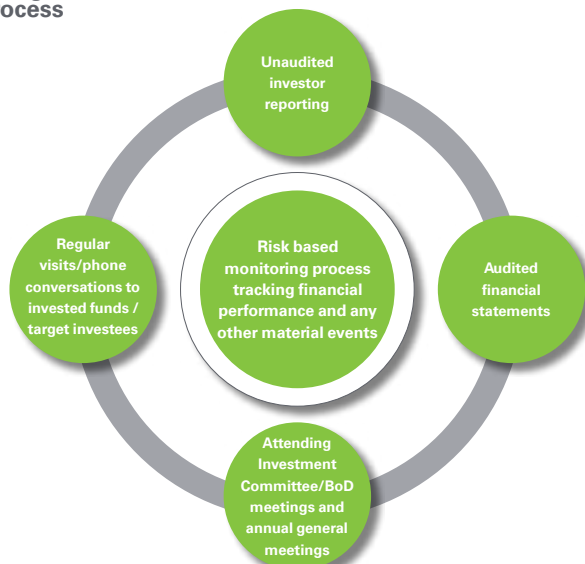 ocess
Unaudited
investor
reporting
Regular
visits/phone
conversations to
invested funds /
target investees
Risk based
monitoring process
tracking financial
performance and any
other material events
Audited
financial
statements
Attending
Investment
Committee/BoD
meetings and
annual general
meetings